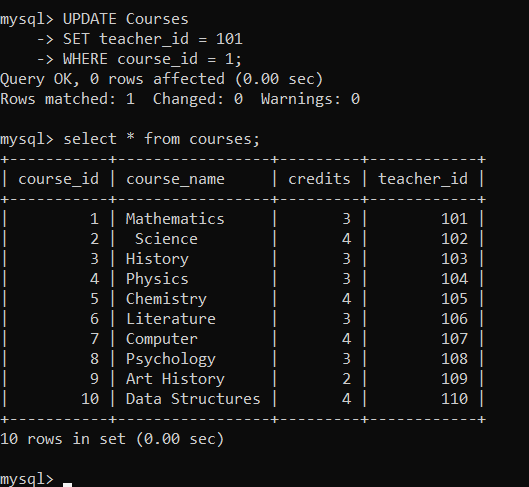 mysql> UPDATE Courses
    -> SET teacher_id = 101
    -> WHERE course_id = 1;
Query OK, 0 rows affected (0.00 sec)
Rows matched: 1  Changed: 0  Warnings: 0

mysql> select * from courses;
+-----------+-----------------+---------+------------+
| course_id | course_name     | credits | teacher_id |
+-----------+-----------------+---------+------------+
|         1 | Mathematics     |       3 |        101 |
|         2 |  Science        |       4 |        102 |
|         3 | History         |       3 |        103 |
|         4 | Physics         |       3 |        104 |
|         5 | Chemistry       |       4 |        105 |
|         6 | Literature      |       3 |        106 |
|         7 | Computer        |       4 |        107 |
|         8 | Psychology      |       3 |        108 |
|         9 | Art History     |       2 |        109 |
|        10 | Data Structures |       4 |        110 |
+-----------+-----------------+---------+------------+
10 rows in set (0.00 sec)

mysql>